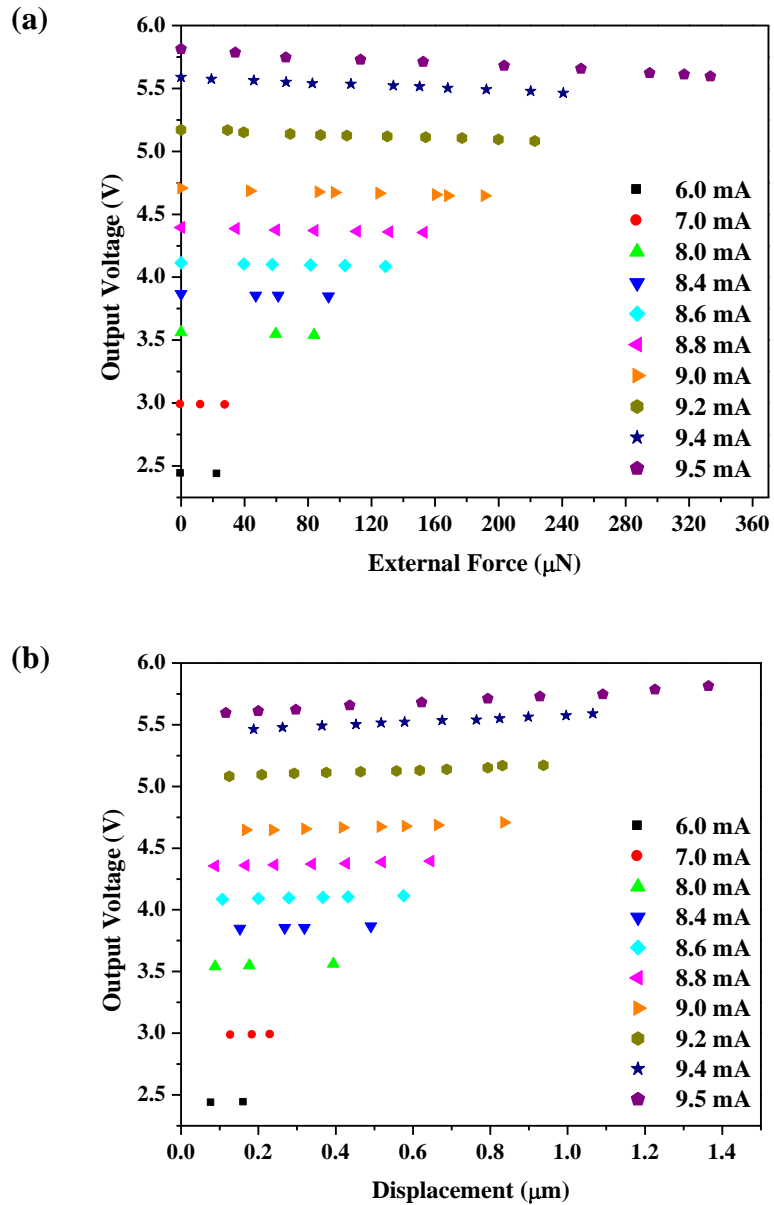 (a)
6.0
5.5
5.0
4.5
4.0
3.5
3.0
2.5
Output Voltage (V)
6.0 mA
7.0 mA
8.0 mA
8.4 mA
8.6 mA
8.8 mA
9.0 mA
9.2 mA
9.4 mA
9.5 mA
0 40 80 120 160 200 240 280 320 360
External Force (μN)
(b)
6.0
5.5
5.0
4.5
4.0
3.5
3.0
2.5
Output Voltage (V)
6.0 mA
7.0 mA
8.0 mA
8.4 mA
8.6 mA
8.8 mA
9.0 mA
9.2 mA
9.4 mA
9.5 mA
0.0 0.2 0.4 0.6 0.8 1.0 1.2 1.4
Displacement (μm)